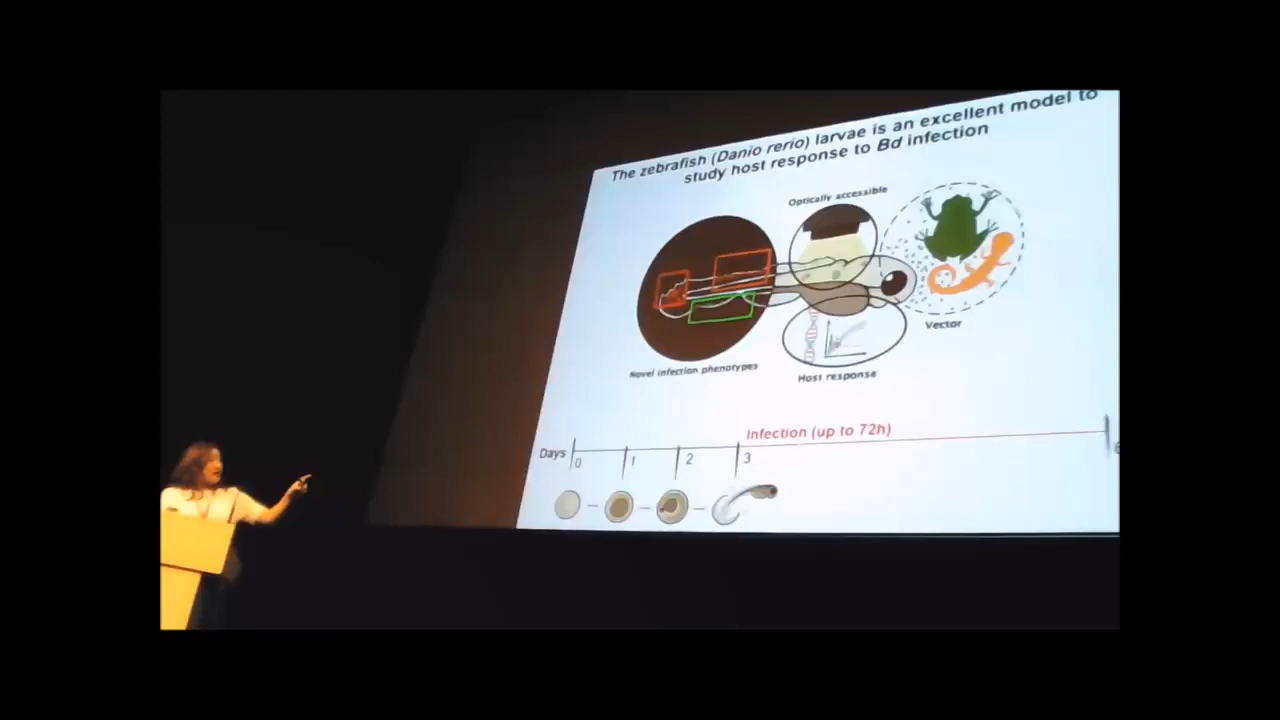 The zebrafish (Danio rerio) larvae is an excellent model to
study host response to Bd infection
Optically accessible
Vector
Novel infection phenotypes
Host response
Infection (up to 72h)
Days
0
1
2
3